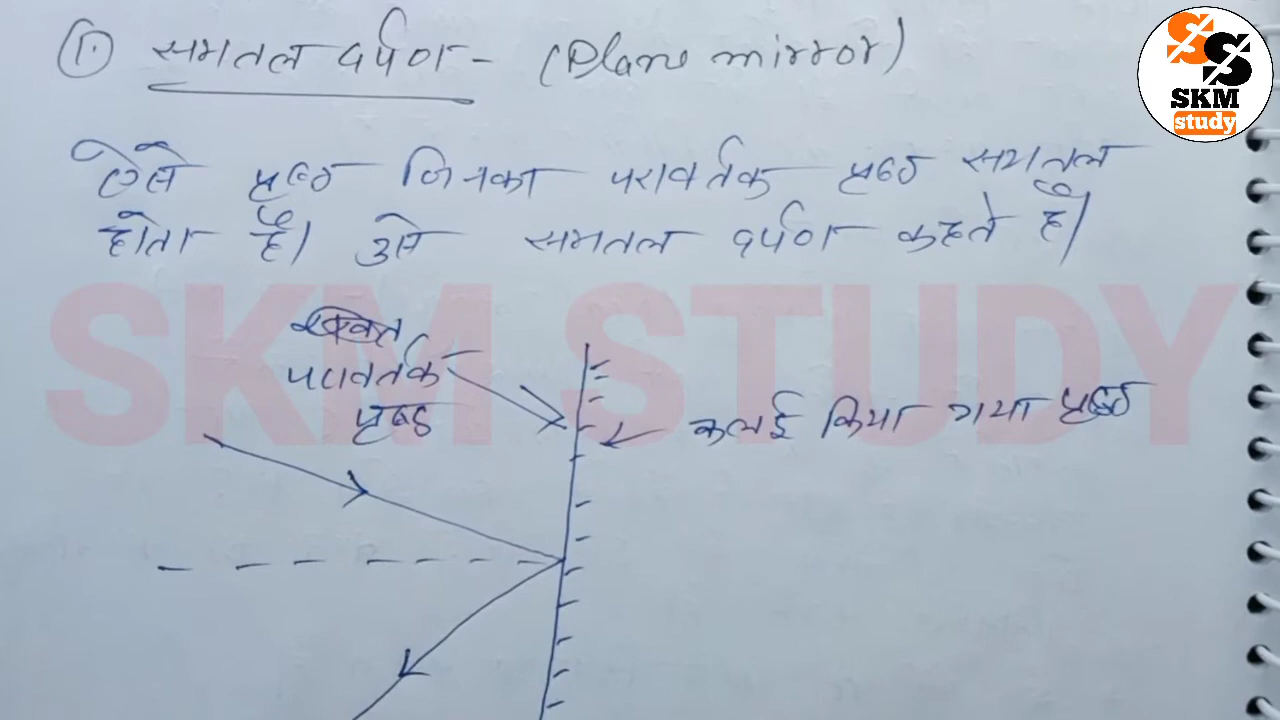 ① समतल दर्पण - (Plane mirror)
SKM
study
ऐसे पृष्ठ जिनका परावर्तक पृष्ठ समतल
होता है। उसे समतल दर्पण कहते है।
SKM STUDY
परावर्तक
पृष्ठ
कलई किया गया पृष्ठ